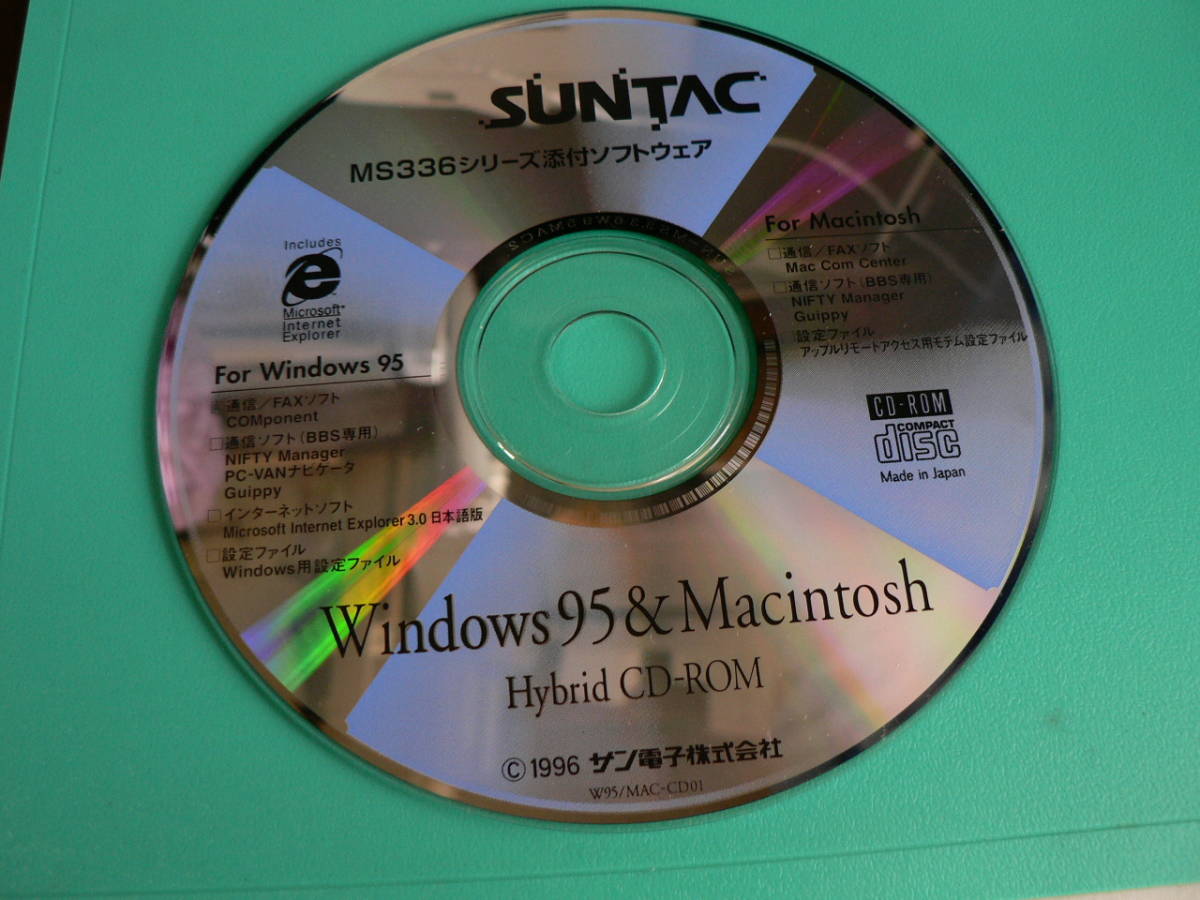 SUNTAC
MS336シリーズ添付ソフトウェア
Includes
Microsoft
Internet
Explorer
For Windows 95
□通信/FAXソフト
COMponent
□通信ソフト(BBS専用)
NIFTY Manager
PC-VANナビゲータ
Guippy
□インターネットソフト
Microsoft Internet Explorer 3.0 日本語版
□設定ファイル
Windows用設定ファイル
For Macintosh
□通信/FAXソフト
Mac Com Center
□通信ソフト(BBS専用)
NIFTY Manager
Guippy
□設定ファイル
アップルリモートアクセス用モデム設定ファイル
CD-ROM
COMPACT
disc
Made in Japan
Windows 95 & Macintosh
Hybrid CD-ROM
© 1996 サン電子株式会社
W95/MAC-CD01